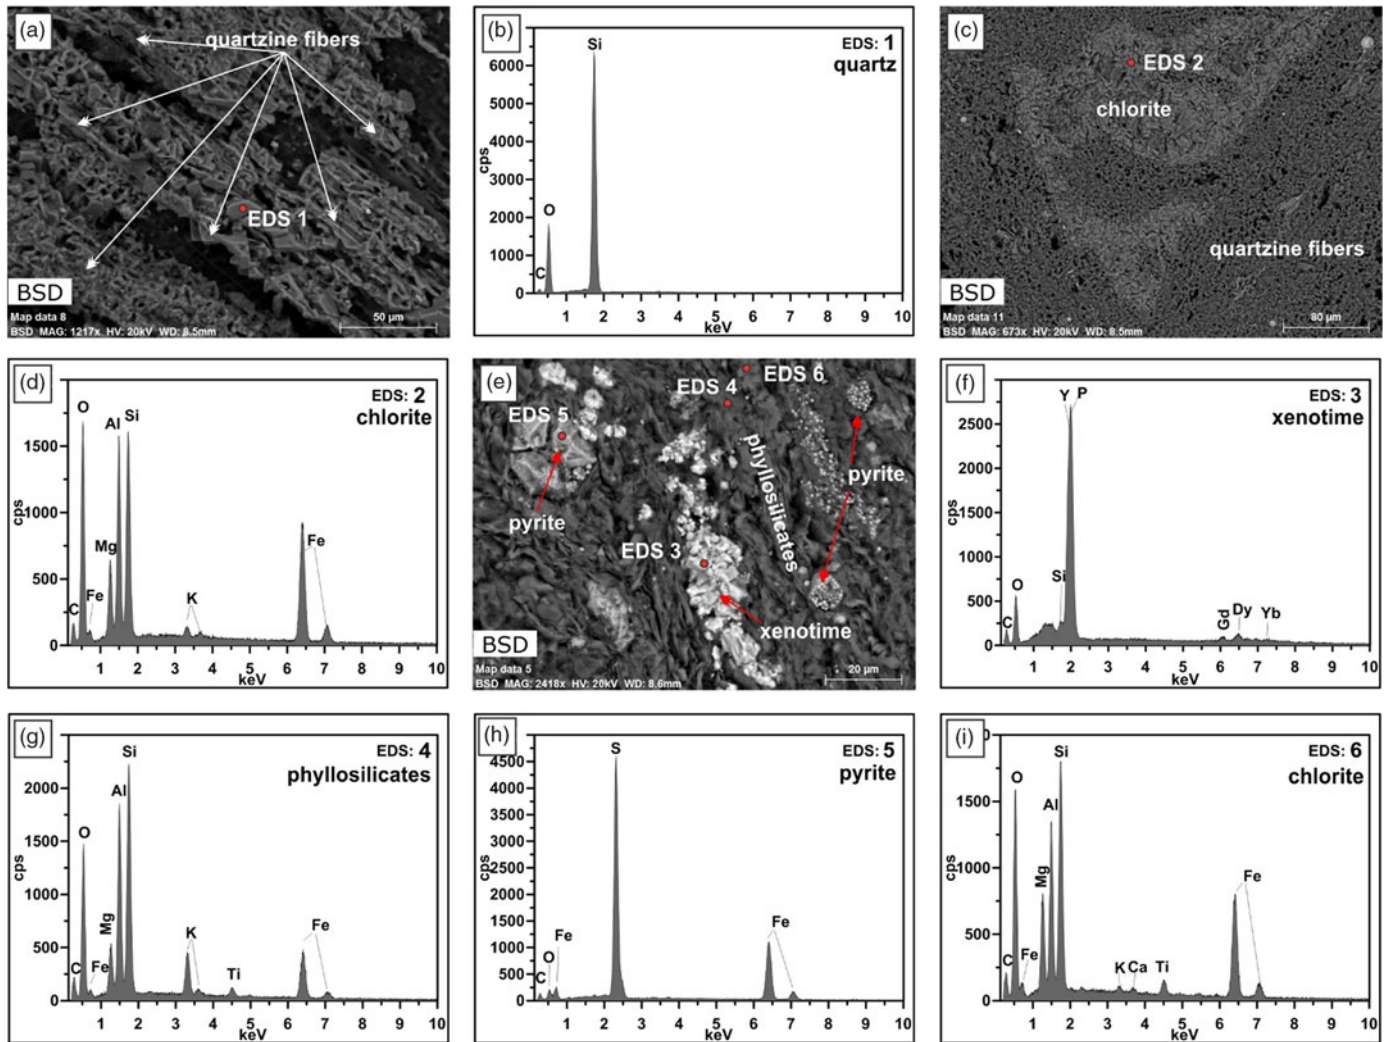 (a)
quartzine fibers
EDS 1
BSD
Map data 8
BSD MAG: 1217x HV: 20kV WD: 8.5mm
50 µm
(b)
EDS: 1
quartz
Si
O
C
cps
6000
5000
4000
3000
2000
1000
0
1 2 3 4 5 6 7 8 9 10
keV
(c)
EDS 2
chlorite
quartzine fibers
BSD
Map data 11
BSD MAG: 673x HV: 20kV WD: 8.5mm
80 µm
(d)
EDS: 2
chlorite
O
Al
Si
Mg
C
Fe
K
Fe
cps
1500
1000
500
0
1 2 3 4 5 6 7 8 9 10
keV
(e)
EDS 6
EDS 4
EDS 5
pyrite
phyllosilicates
pyrite
EDS 3
xenotime
BSD
Map data 5
BSD MAG: 2418x HV: 20kV WD: 8.6mm
20 µm
(f)
EDS: 3
xenotime
Y P
O
Si
C
Gd
Dy
Yb
cps
2500
2000
1500
1000
500
0
1 2 3 4 5 6 7 8 9 10
keV
(g)
EDS: 4
phyllosilicates
Si
Al
O
Mg
C
Fe
K
Ti
Fe
cps
2000
1500
1000
500
0
1 2 3 4 5 6 7 8 9 10
keV
(h)
EDS: 5
pyrite
S
Fe
O
C
Fe
cps
4500
4000
3500
3000
2500
2000
1500
1000
500
0
1 2 3 4 5 6 7 8 9 10
keV
(i)
EDS: 6
chlorite
Si
O
Al
Mg
C
Fe
K
Ca
Ti
Fe
cps
1500
1000
500
0
1 2 3 4 5 6 7 8 9 10
keV